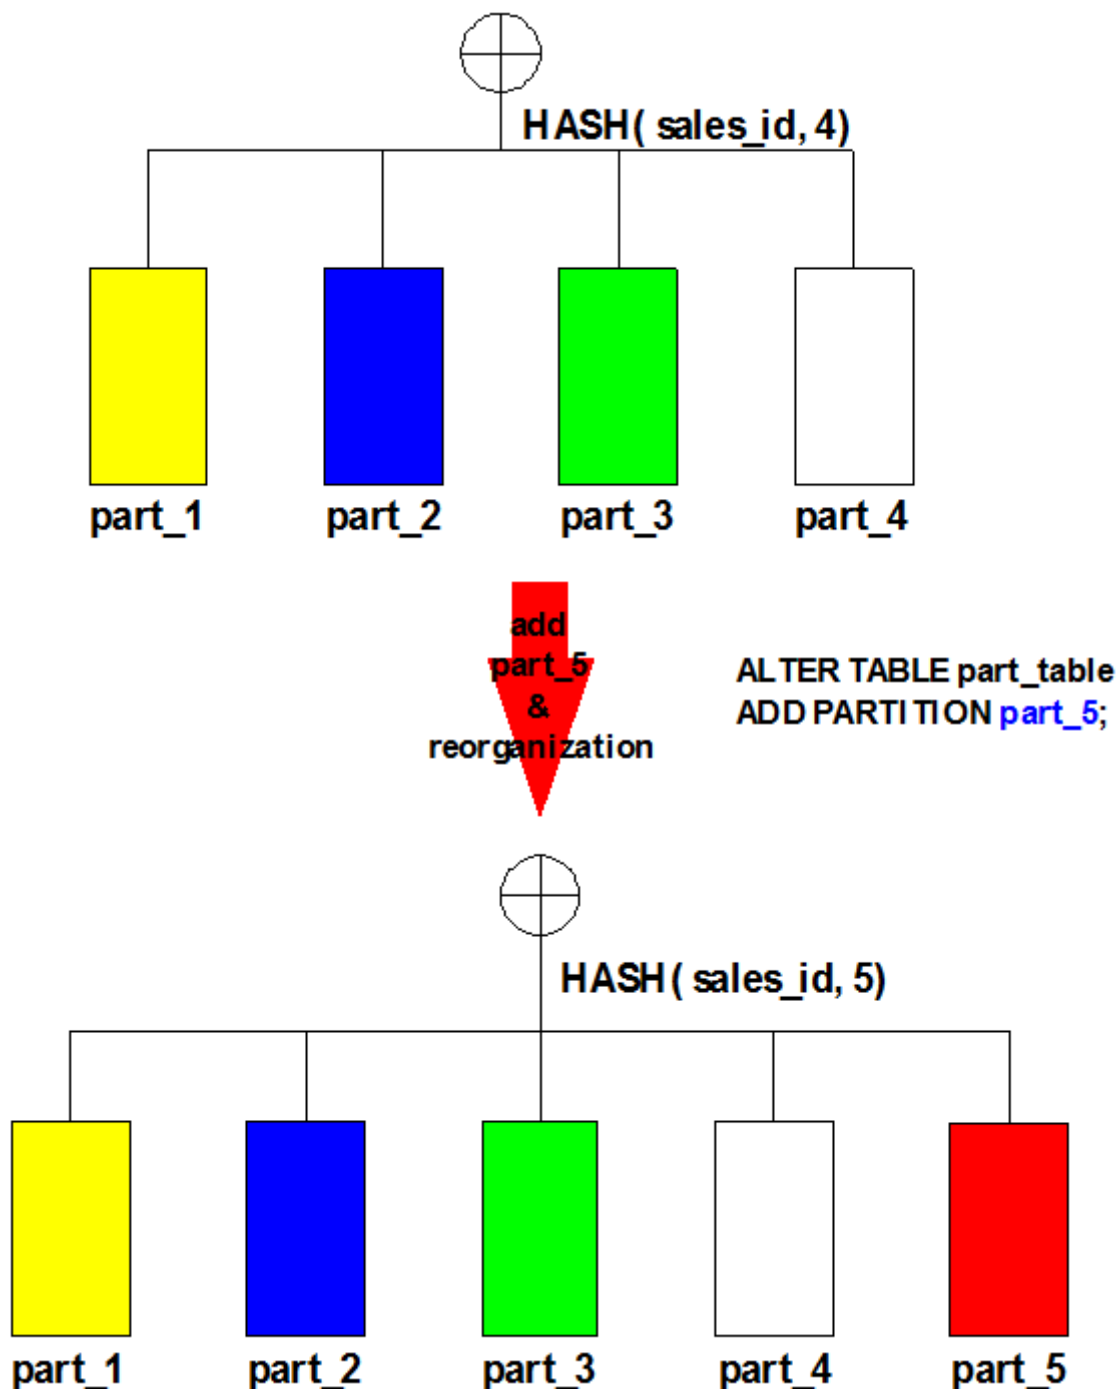 HASH( sales_id, 4)
part_1 part_2 part_3 part_4
add
part_5
&
reorganization
ALTER TABLE part_table
ADD PARTITION part_5;
HASH( sales_id, 5)
part_1 part_2 part_3 part_4 part_5